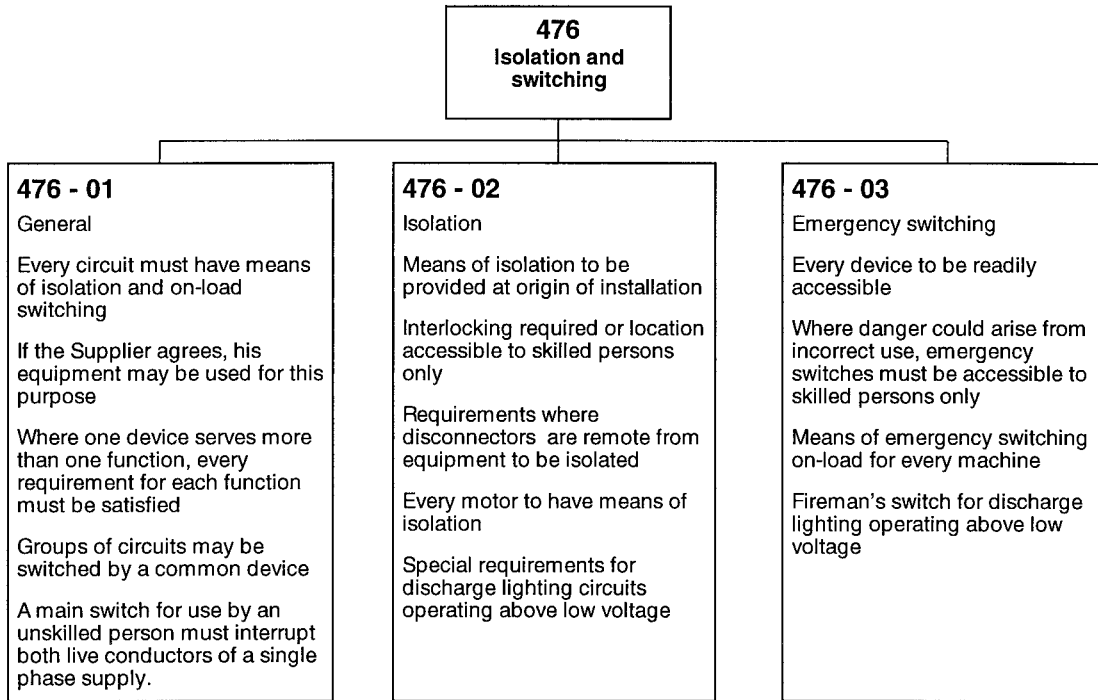 476
Isolation and
switching
476 - 01
General
Every circuit must have means
of isolation and on-load
switching
If the Supplier agrees, his
equipment may be used for this
purpose
Where one device serves more
than one function, every
requirement for each function
must be satisfied
Groups of circuits may be
switched by a common device
A main switch for use by an
unskilled person must interrupt
both live conductors of a single
phase supply.
476 - 02
Isolation
Means of isolation to be
provided at origin of installation
Interlocking required or location
accessible to skilled persons
only
Requirements where
disconnectors are remote from
equipment to be isolated
Every motor to have means of
isolation
Special requirements for
discharge lighting circuits
operating above low voltage
476 - 03
Emergency switching
Every device to be readily
accessible
Where danger could arise from
incorrect use, emergency
switches must be accessible to
skilled persons only
Means of emergency switching
on-load for every machine
Fireman's switch for discharge
lighting operating above low
voltage